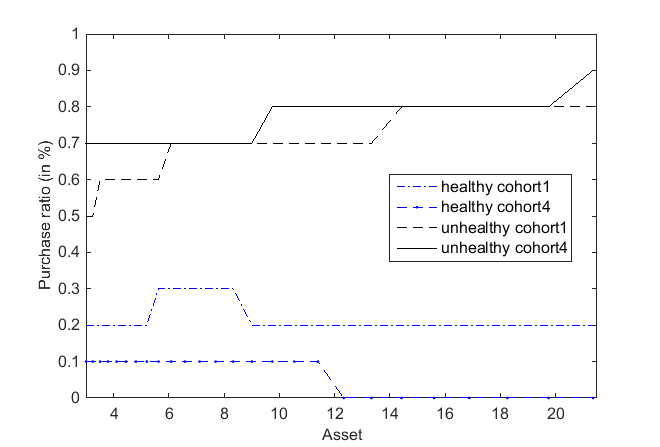 1
0.9
0.8
0.7
0.6
0.5
0.4
0.3
0.2
0.1
0
Purchase ratio (in %)
healthy cohort1
healthy cohort4
unhealthy cohort1
unhealthy cohort4
4 6 8 10 12 14 16 18 20
Asset